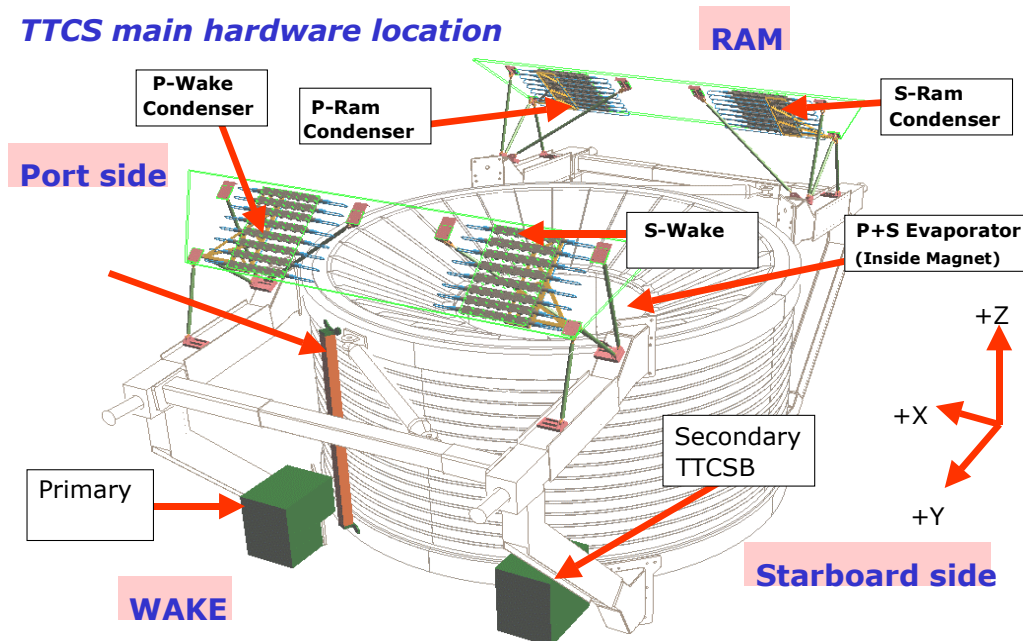 TTCS main hardware location
RAM
P-Wake
Condenser
P-Ram
Condenser
S-Ram
Condenser
Port side
S-Wake
P+S Evaporator
(Inside Magnet)
+Z
+X
+Y
Secondary
TTCSB
Primary
Starboard side
WAKE